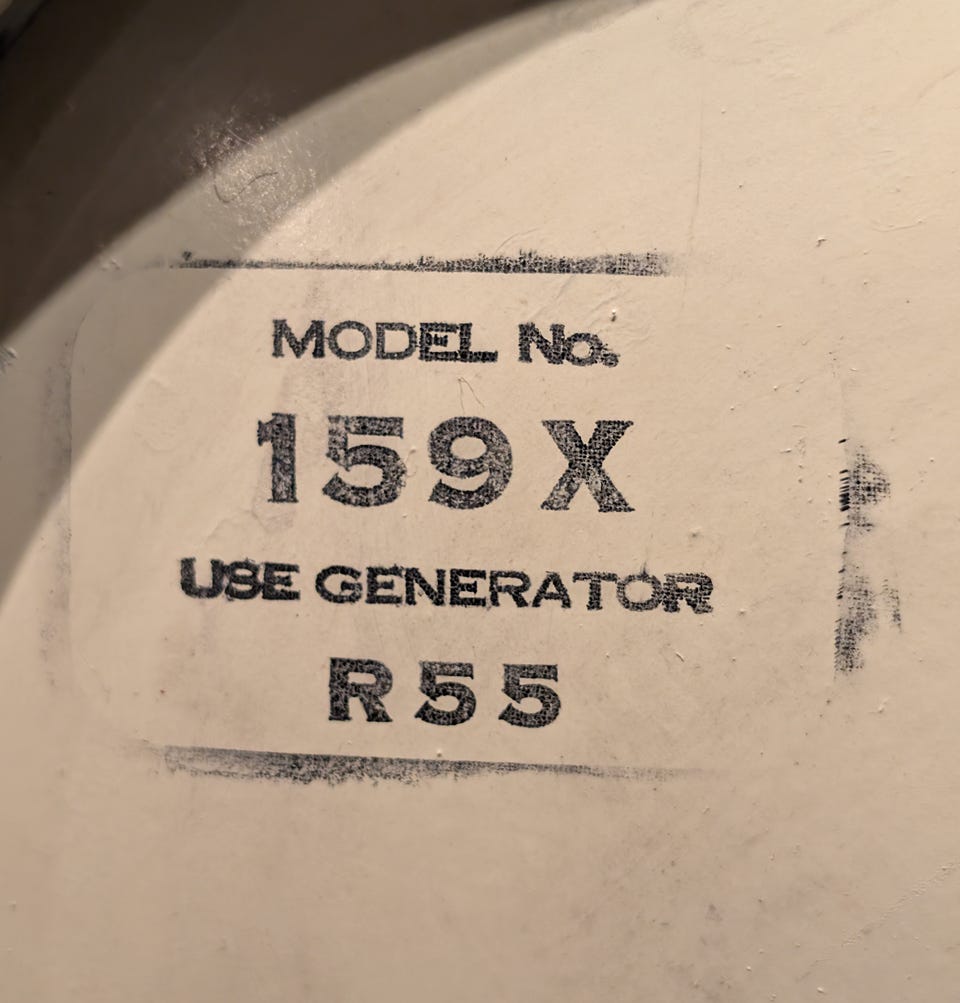 MODEL No.
159X
USE GENERATOR
R55